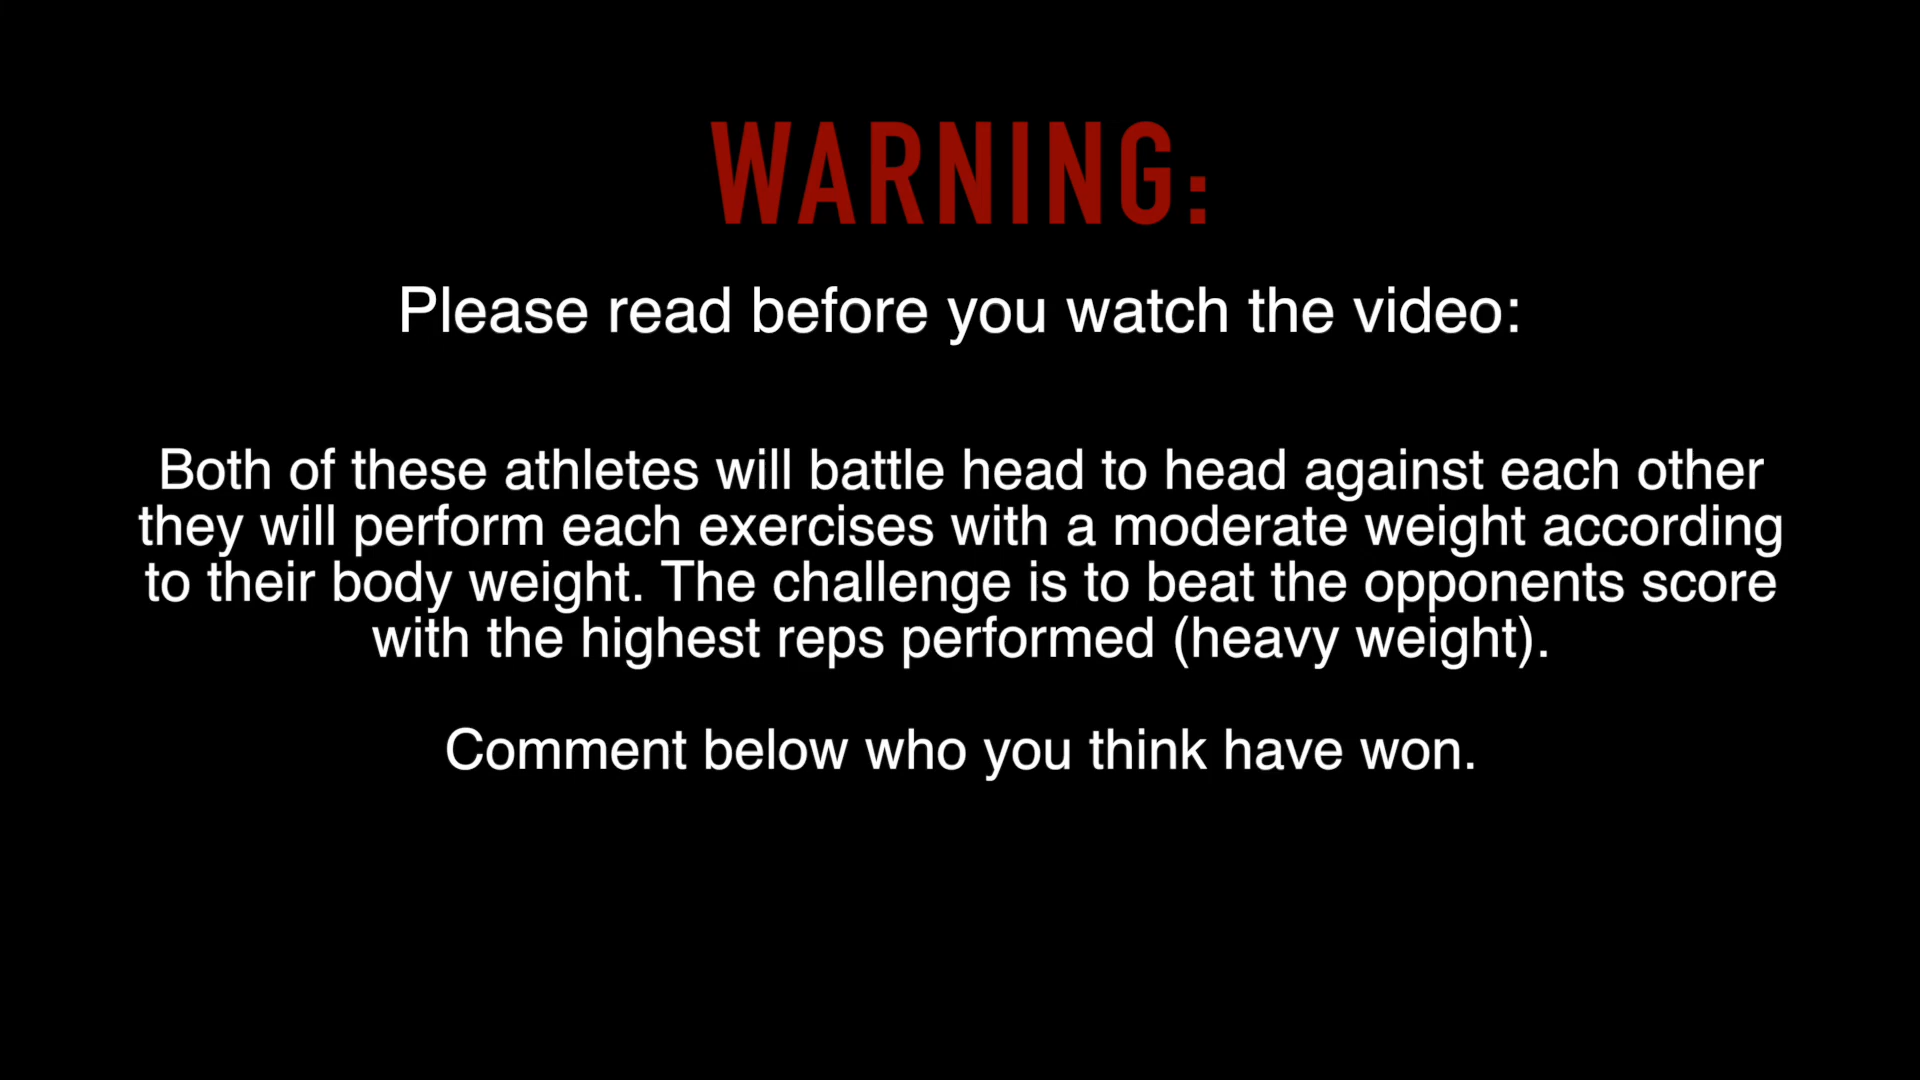 WARNING:
Please read before you watch the video:
Both of these athletes will battle head to head against each other
they will perform each exercises with a moderate weight according
to their body weight. The challenge is to beat the opponents score
with the highest reps performed (heavy weight).
Comment below who you think have won.